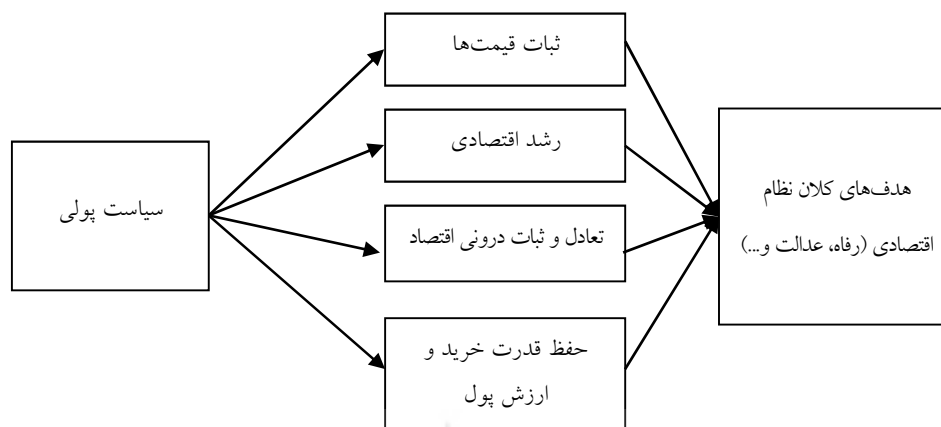 ثبات قیمت‌ها
رشد اقتصادی
سیاست پولی
تعادل و ثبات درونی اقتصاد
حفظ قدرت خرید و
ارزش پول
هدف‌های کلان نظام
اقتصادی (رفاه، عدالت و...)